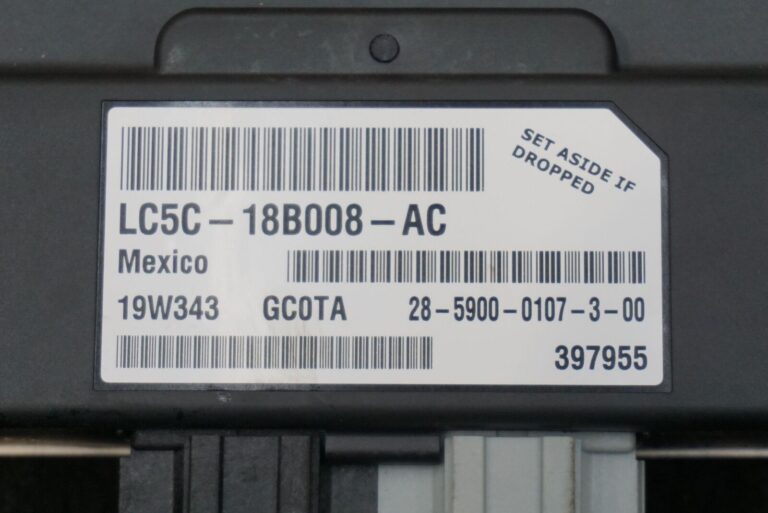 SET ASIDE IF
DROPPED
LC5C-18B008-AC
Mexico
19W343 GC0TA 28-5900-0107-3-00
397955